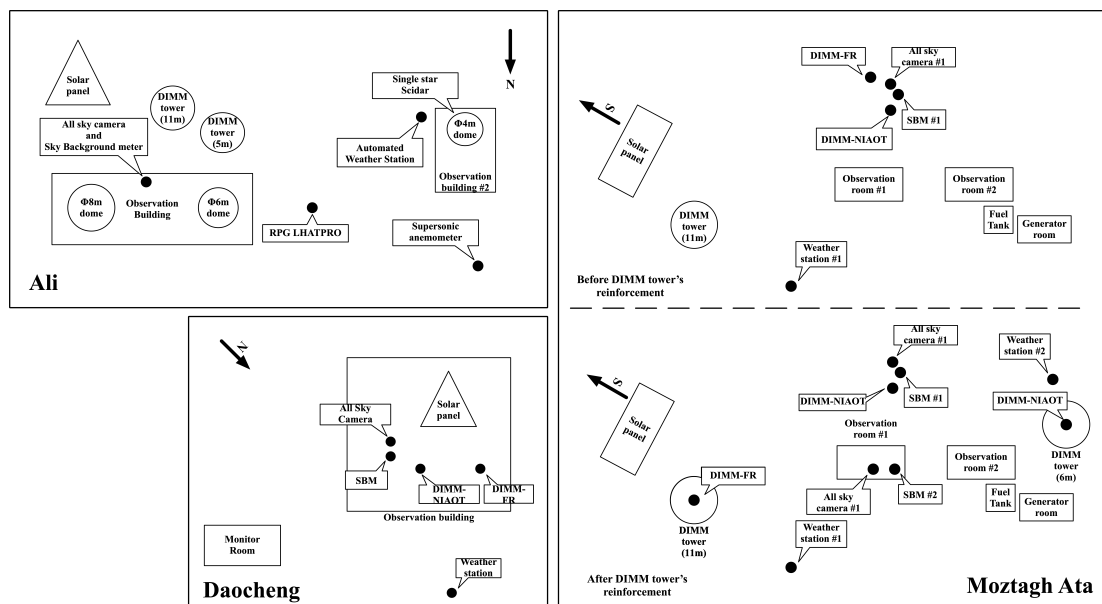 Solar
panel
DIMM
tower
(11m)
DIMM
tower
(5m)
All sky camera
and
Sky Background meter
Φ8m
dome
Observation
Building
Φ6m
dome
RPG LHATPRO
Single star
Scidar
Automated
Weather Station
Φ4m
dome
Observation
building #2
Supersonic
anemometer
N
Ali
N
Solar
panel
All Sky
Camera
SBM
DIMM-
NIAOT
DIMM-
FR
Observation building
Monitor
Room
Weather
station
Daocheng
DIMM-FR
All sky
camera #1
SBM #1
DIMM-NIAOT
S
Solar
panel
Observation
room #1
Observation
room #2
Fuel
Tank
Generator
room
DIMM
tower
(11m)
Weather
station #1
Before DIMM tower's
reinforcement
All sky
camera #1
Weather
station #2
S
Solar
panel
DIMM-NIAOT
SBM #1
DIMM-NIAOT
Observation
room #1
DIMM
tower
(6m)
Observation
room #2
DIMM-FR
All sky
camera #1
SBM #2
Fuel
Tank
Generator
room
DIMM
tower
(11m)
Weather
station #1
After DIMM tower's
reinforcement
Moztagh Ata